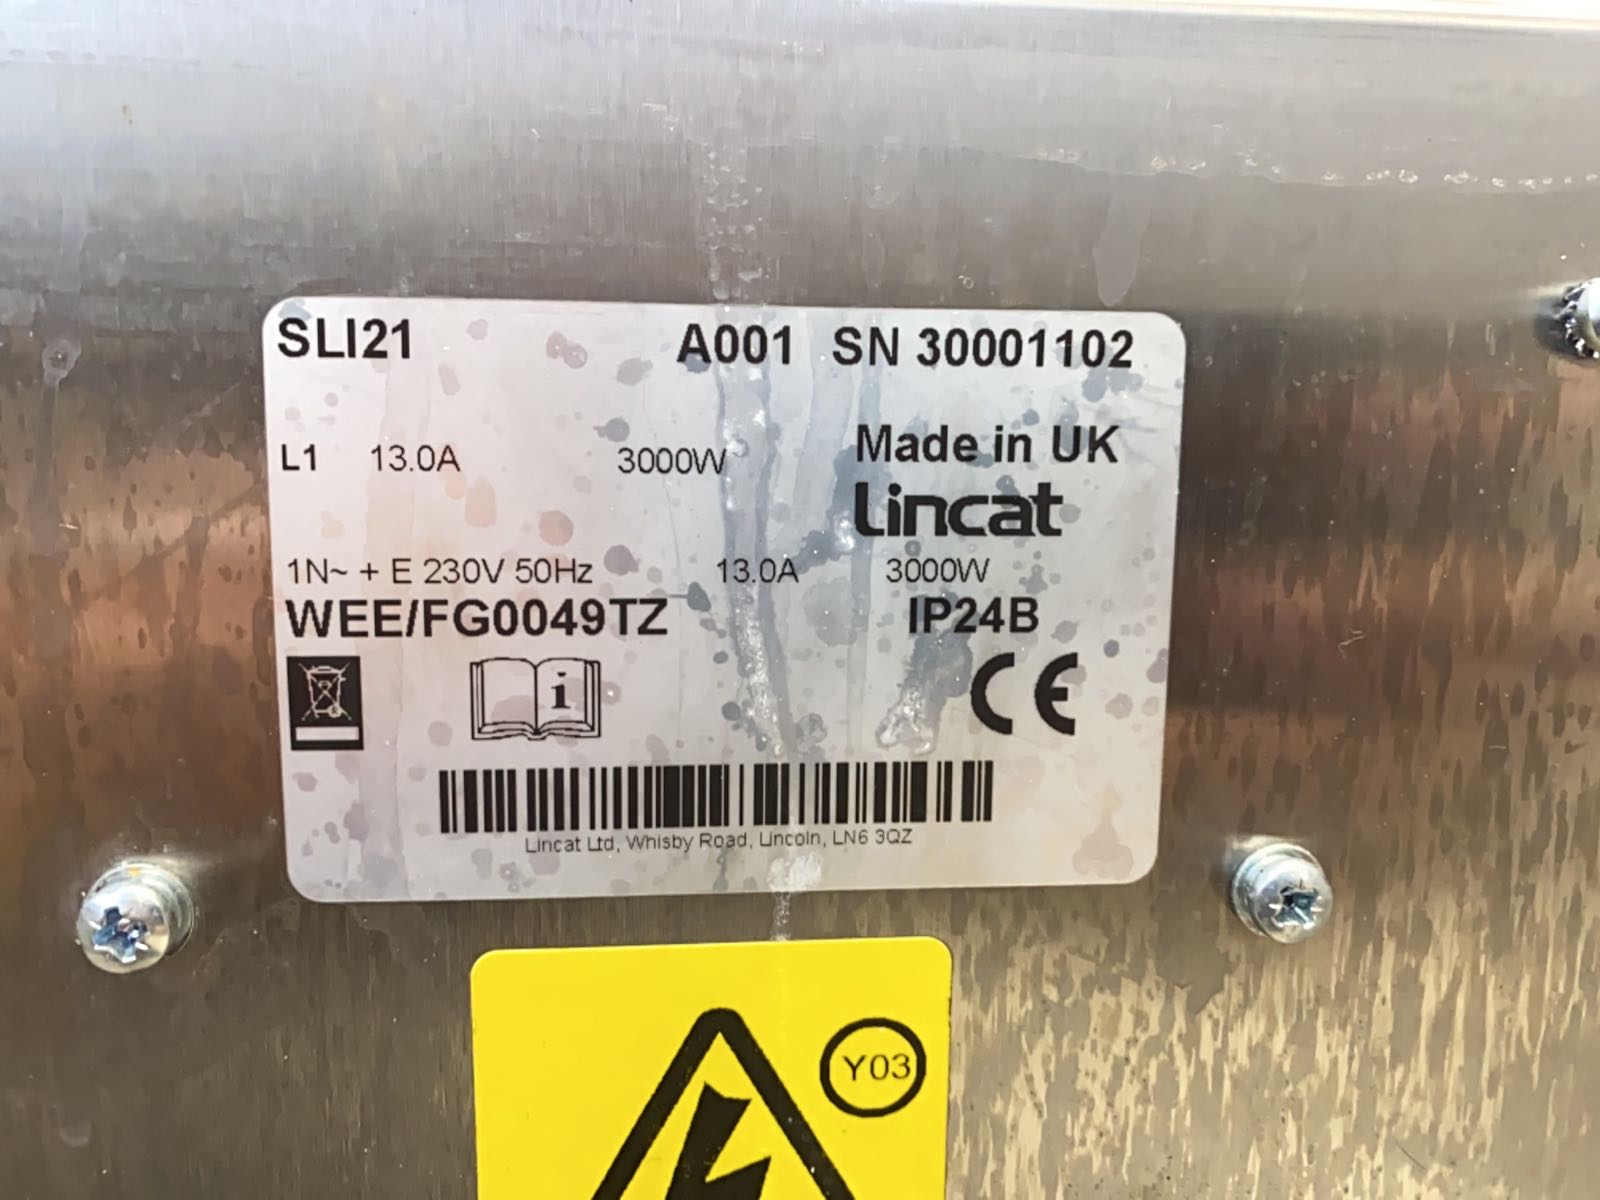 SLI21 A001 SN 30001102
L1 13.0A 3000W Made in UK
Lincat
1N~ + E 230V 50Hz 13.0A 3000W
WEE/FG0049TZ IP24B
i CE
Lincat Ltd, Whisby Road, Lincoln, LN6 3QZ
Y03